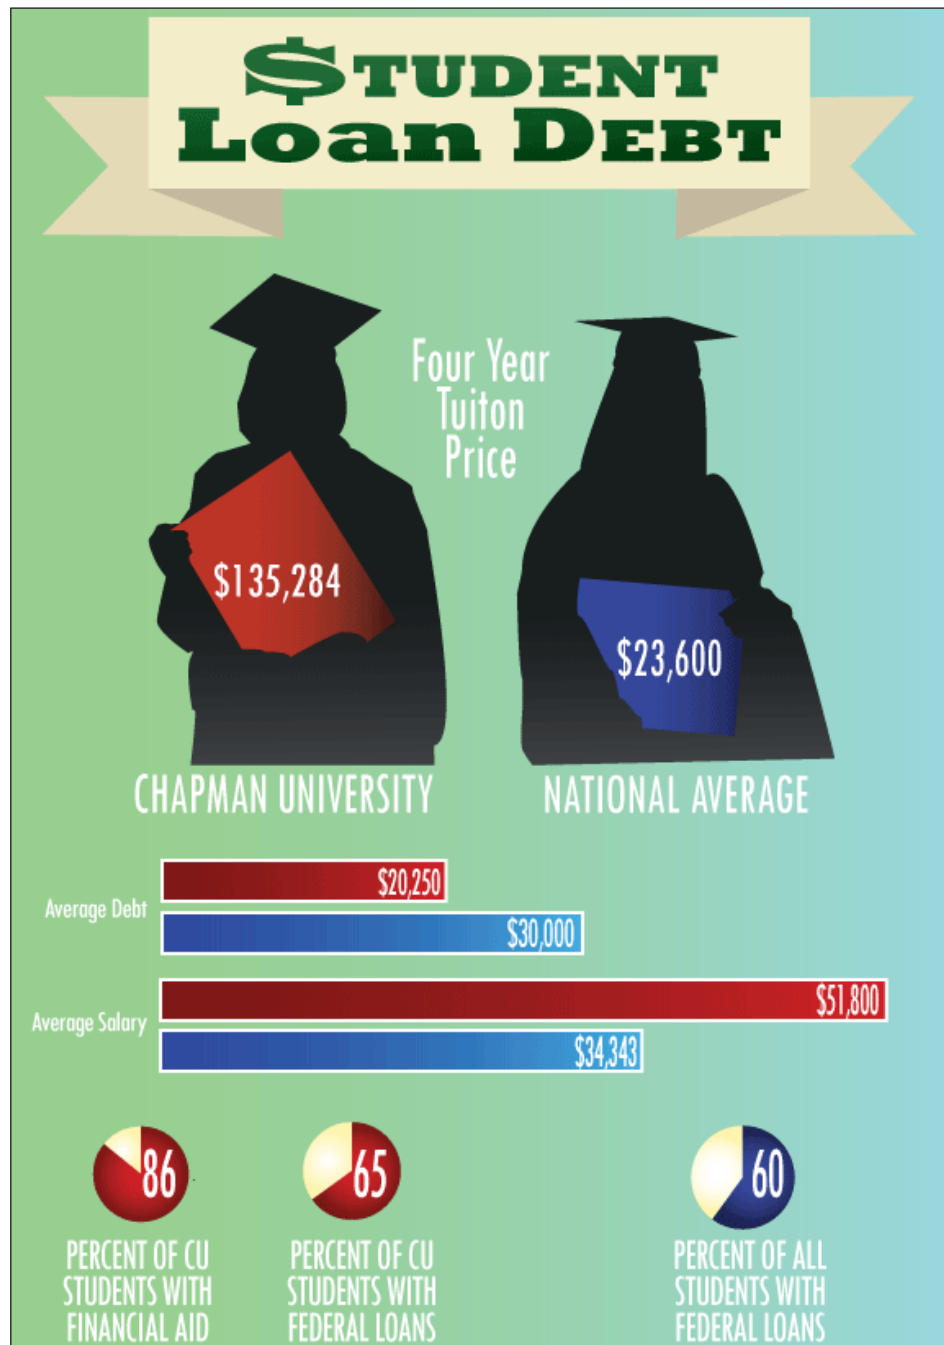 $TUDENT
Loan DEBT
Four Year
Tuiton
Price
$135,284
$23,600
CHAPMAN UNIVERSITY
NATIONAL AVERAGE
Average Debt
$20,250
$30,000
Average Salary
$51,800
$34,343
86
PERCENT OF CU
STUDENTS WITH
FINANCIAL AID
65
PERCENT OF CU
STUDENTS WITH
FEDERAL LOANS
60
PERCENT OF ALL
STUDENTS WITH
FEDERAL LOANS